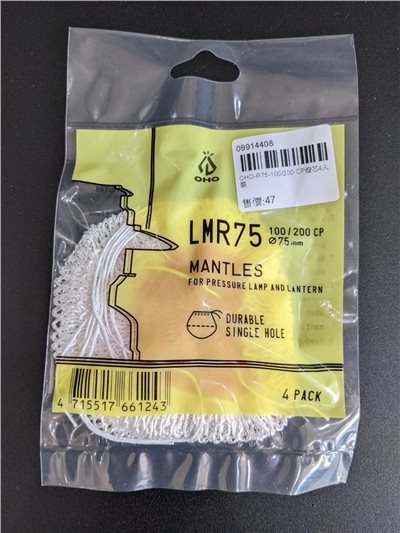 09914408
OHO-R75-100/200 CP燈芯4入
裝
售價:47
OHO
LMR75 100/200 CP
Ø75mm
MANTLES
FOR PRESSURE LAMP AND LANTERN
DURABLE
SINGLE HOLE
4 PACK
4 715517 661243